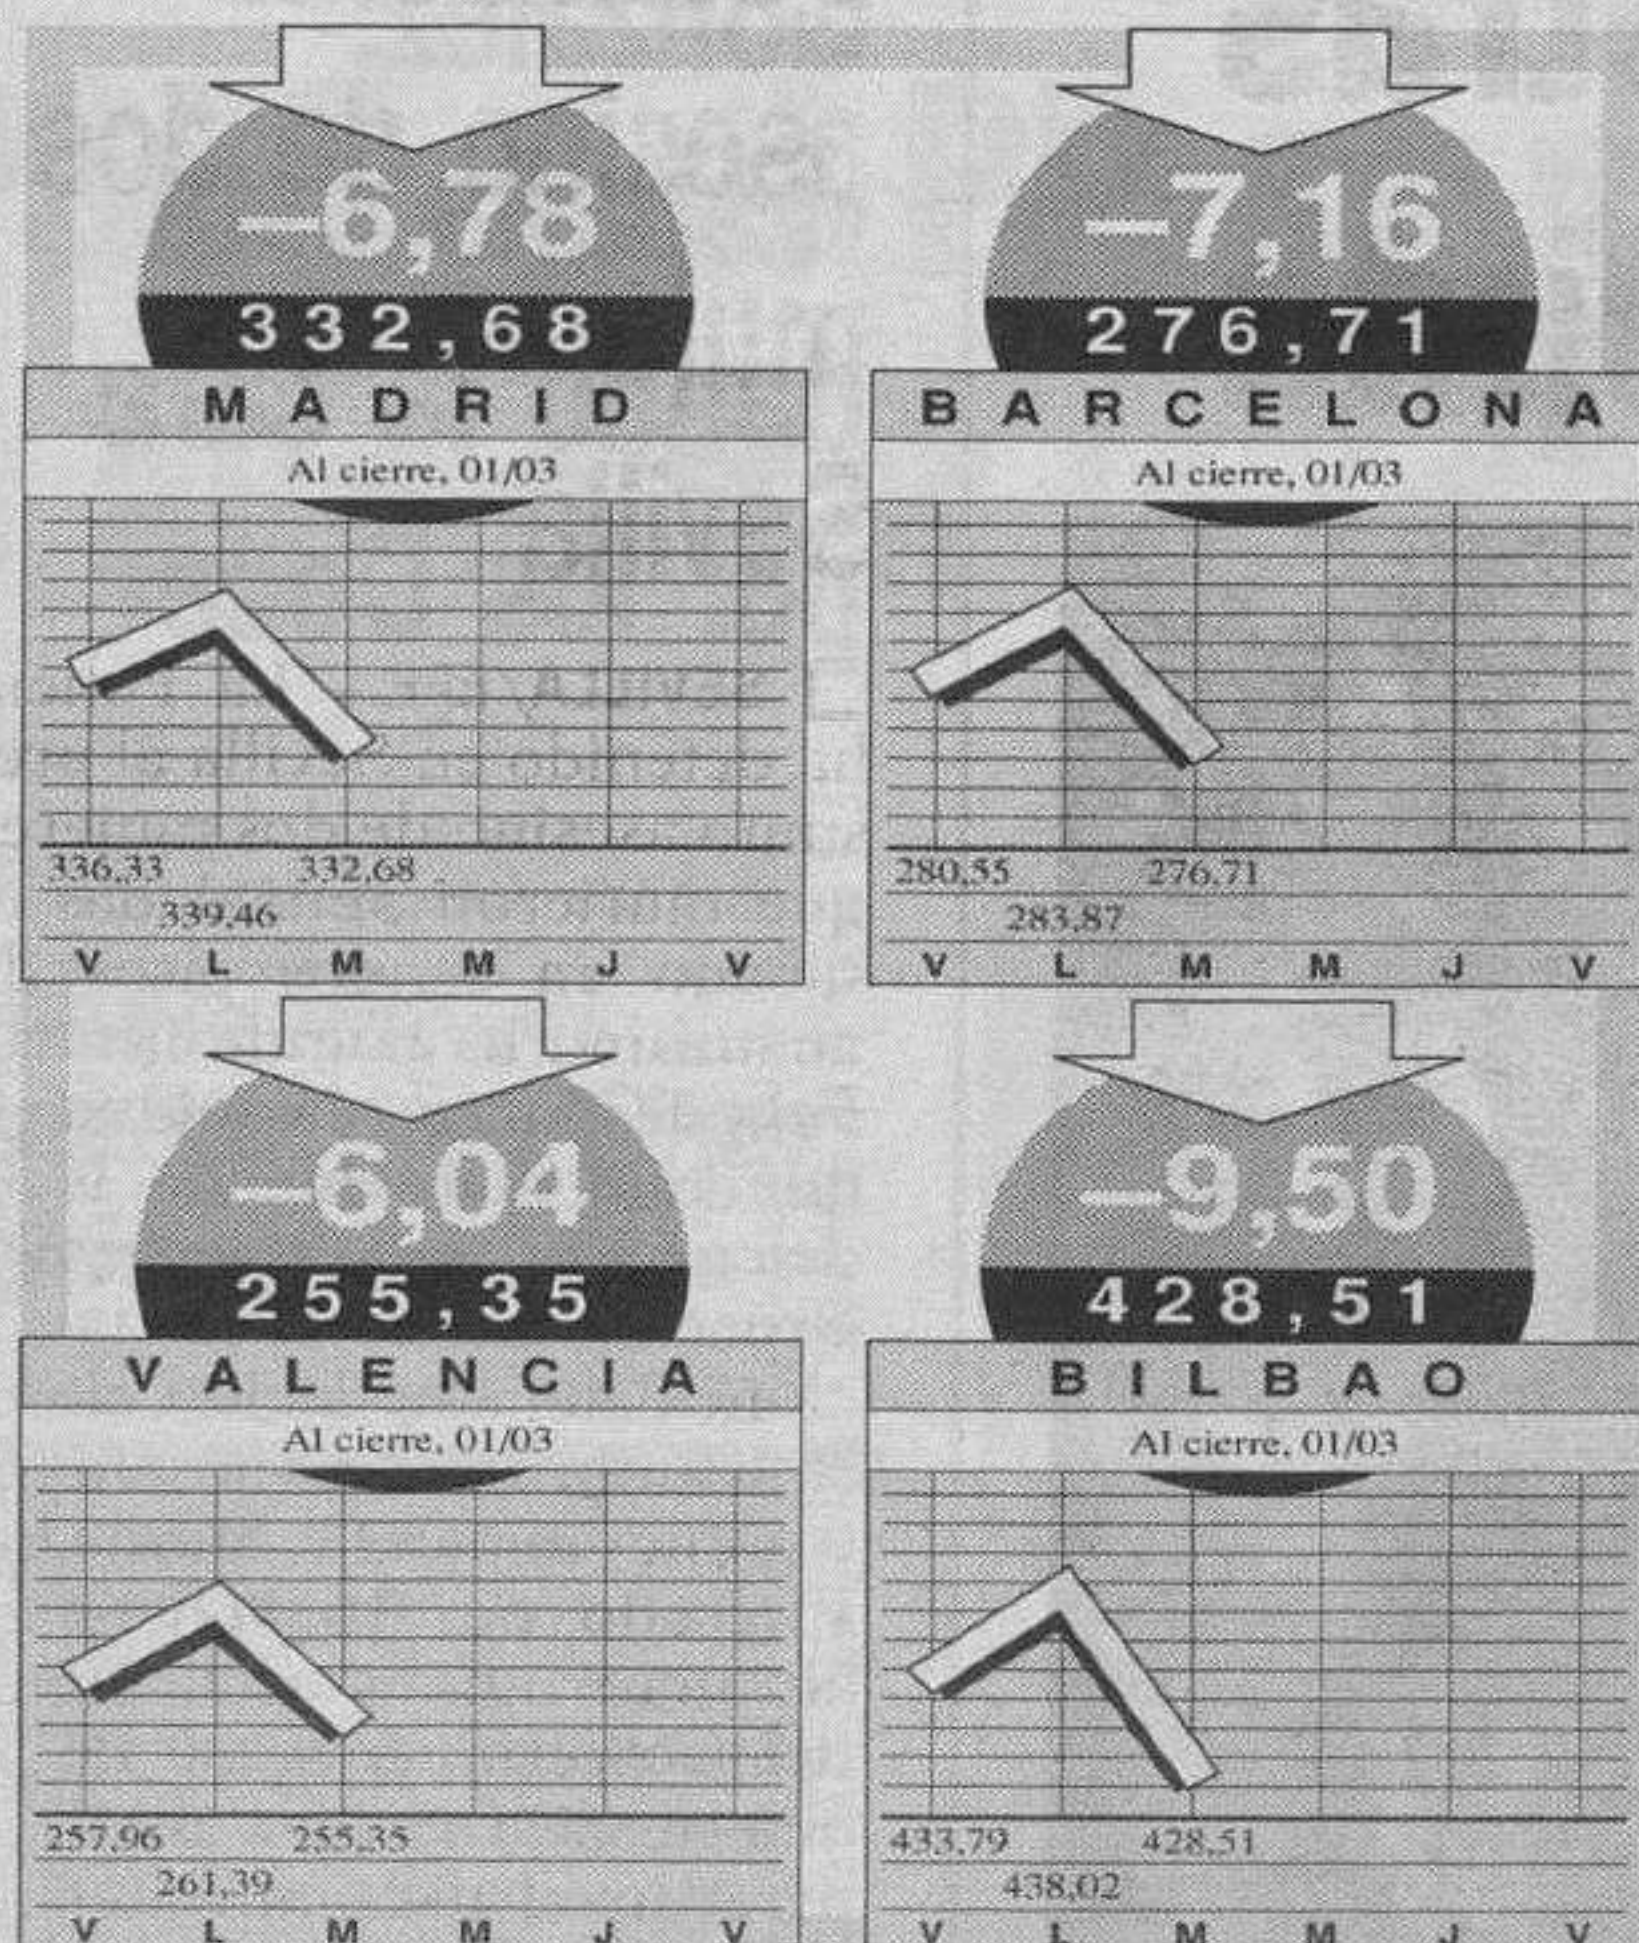 –6,78
332,68
MADRID
Al cierre, 01/03
336,33 332,68
339,46
V L M M J V
–7,16
276,71
BARCELONA
Al cierre, 01/03
280,55 276,71
283,87
V L M M J V
–6,04
255,35
VALENCIA
Al cierre, 01/03
257,96 255,35
261,39
V L M M J V
–9,50
428,51
BILBAO
Al cierre, 01/03
433,79 428,51
438,02
V L M M J V